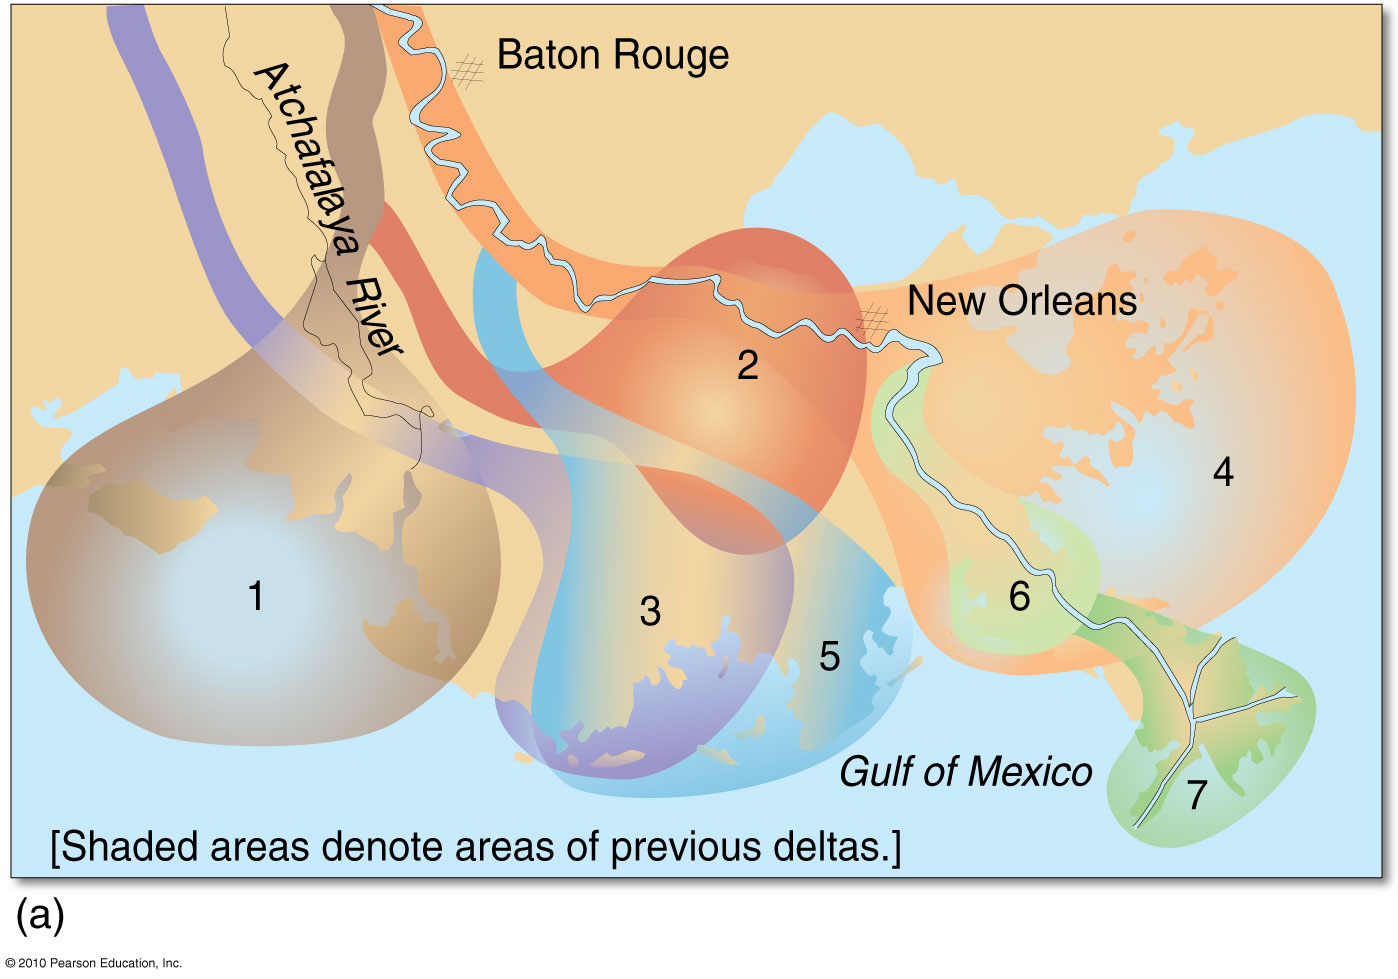 Baton Rouge
Atchafalaya
River
New Orleans
2
4
1
6
3
5
Gulf of Mexico
7
[Shaded areas denote areas of previous deltas.]
(a)
© 2010 Pearson Education, Inc.